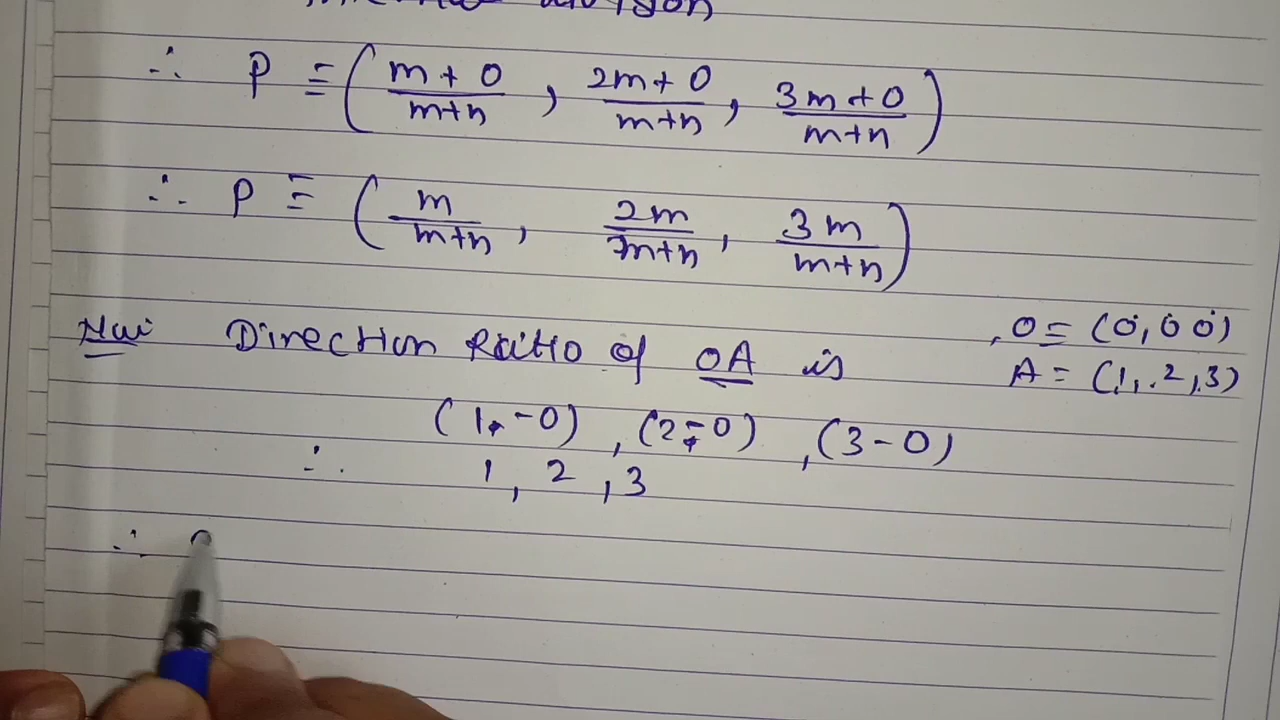 division
∴ P ≡ ( m + 0 / m+n , 2m + 0 / m+n , 3m + 0 / m+n )
∴ P ≡ ( m / m+n , 2m / m+n , 3m / m+n )
Direction Ratio of OA is
, O = (0, 0 0)
A = (1, 2, 3)
(1 - 0) , (2 - 0) , (3 - 0)
∴ 1 , 2 , 3
∴